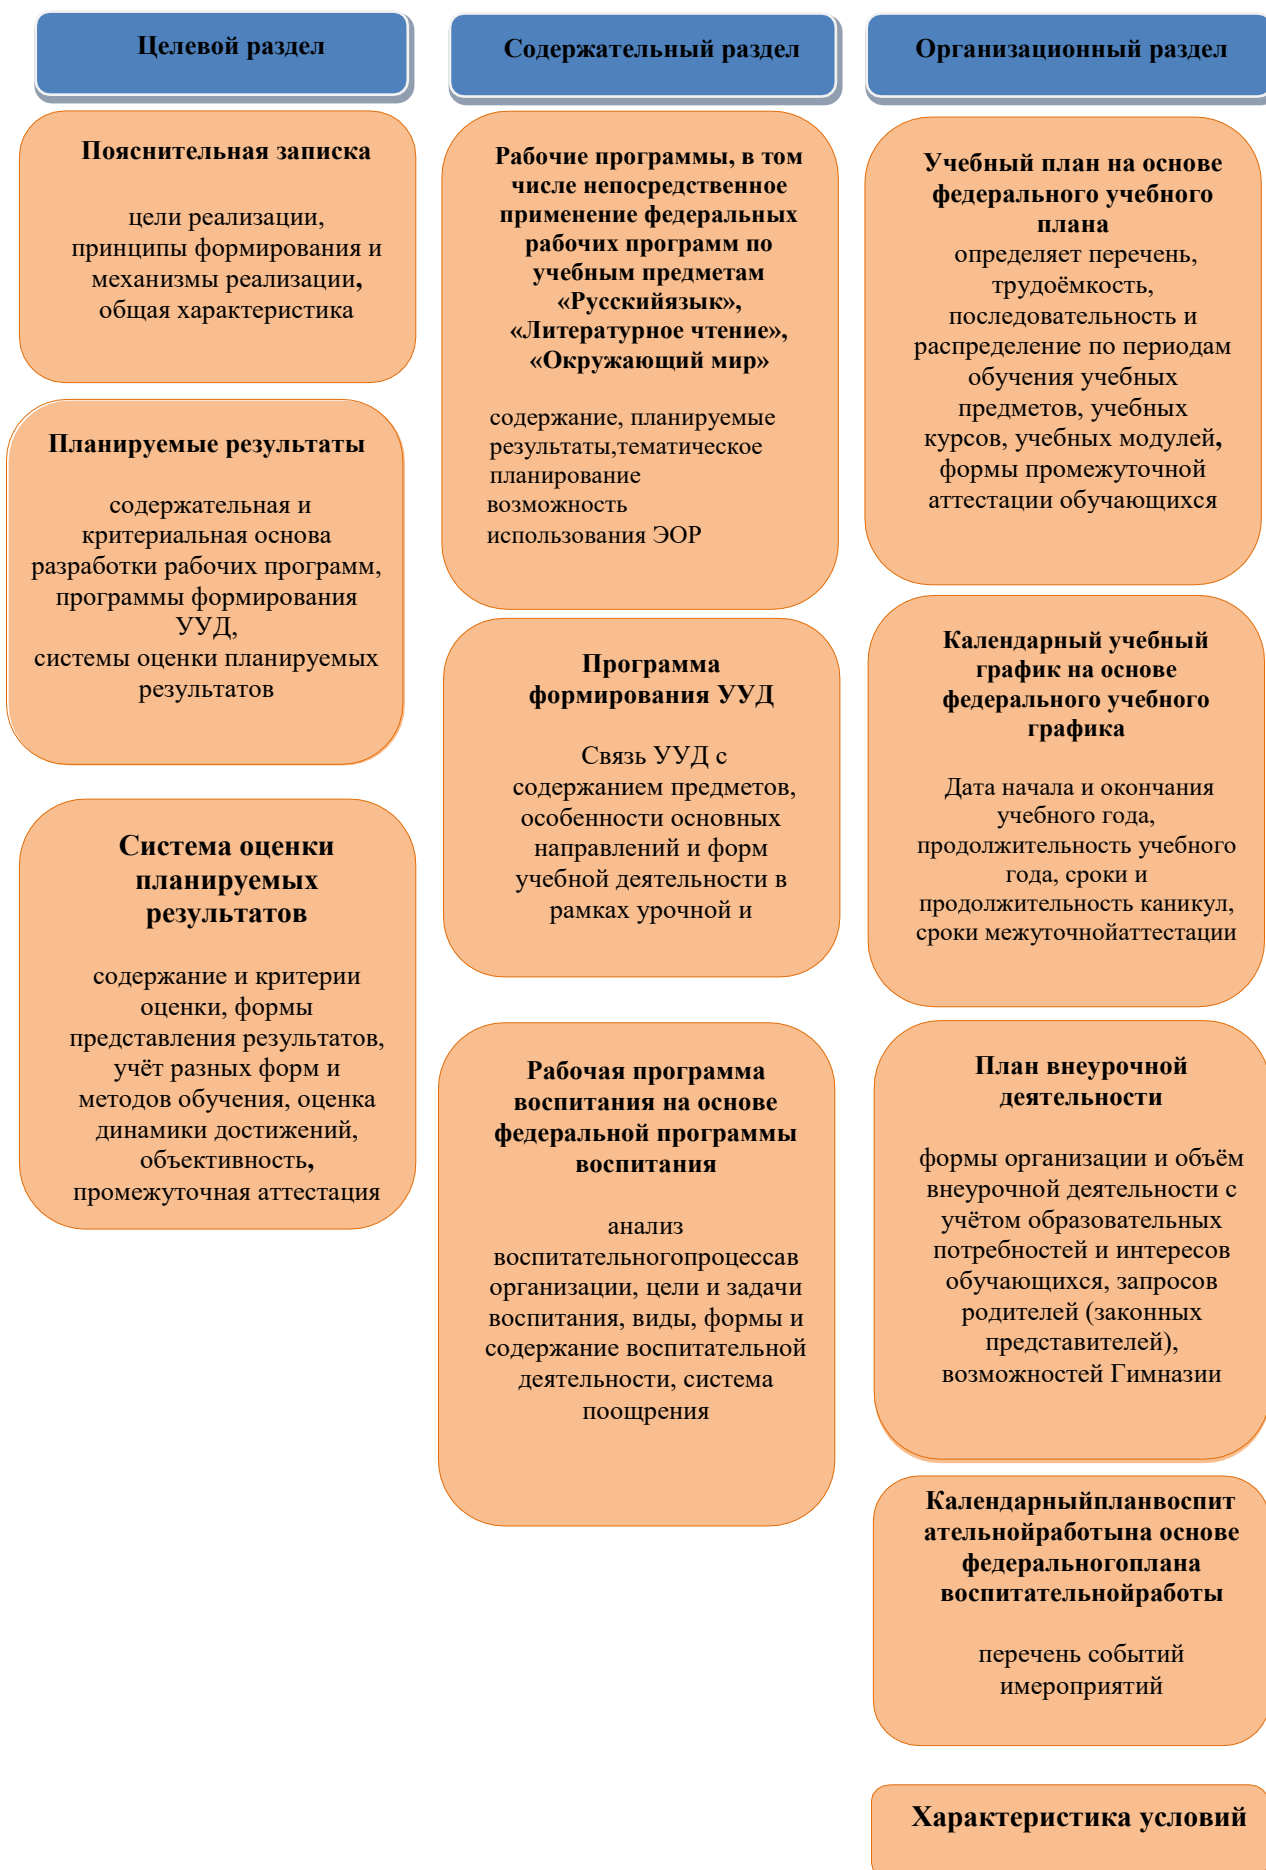 Целевой раздел
Пояснительная записка
цели реализации,
принципы формирования и
механизмы реализации,
общая характеристика
Планируемые результаты
содержательная и
критериальная основа
разработки рабочих программ,
программы формирования
УУД,
системы оценки планируемых
результатов
Система оценки
планируемых
результатов
содержание и критерии
оценки, формы
представления результатов,
учёт разных форм и
методов обучения, оценка
динамики достижений,
объективность,
промежуточная аттестация
Содержательный раздел
Рабочие программы, в том
числе непосредственное
применение федеральных
рабочих программ по
учебным предметам
«Русскийязык»,
«Литературное чтение»,
«Окружающий мир»
содержание, планируемые
результаты,тематическое
планирование
возможность
использования ЭОР
Программа
формирования УУД
Связь УУД с
содержанием предметов,
особенности основных
направлений и форм
учебной деятельности в
рамках урочной и
Рабочая программа
воспитания на основе
федеральной программы
воспитания
анализ
воспитательногопроцессав
организации, цели и задачи
воспитания, виды, формы и
содержание воспитательной
деятельности, система
поощрения
Организационный раздел
Учебный план на основе
федерального учебного
плана
определяет перечень,
трудоёмкость,
последовательность и
распределение по периодам
обучения учебных
предметов, учебных
курсов, учебных модулей,
формы промежуточной
аттестации обучающихся
Календарный учебный
график на основе
федерального учебного
графика
Дата начала и окончания
учебного года,
продолжительность учебного
года, сроки и
продолжительность каникул,
сроки межуточнойаттестации
План внеурочной
деятельности
формы организации и объём
внеурочной деятельности с
учётом образовательных
потребностей и интересов
обучающихся, запросов
родителей (законных
представителей),
возможностей Гимназии
Календарныйпланвоспит
ательнойработына основе
федеральногоплана
воспитательнойработы
перечень событий
имероприятий
Характеристика условий